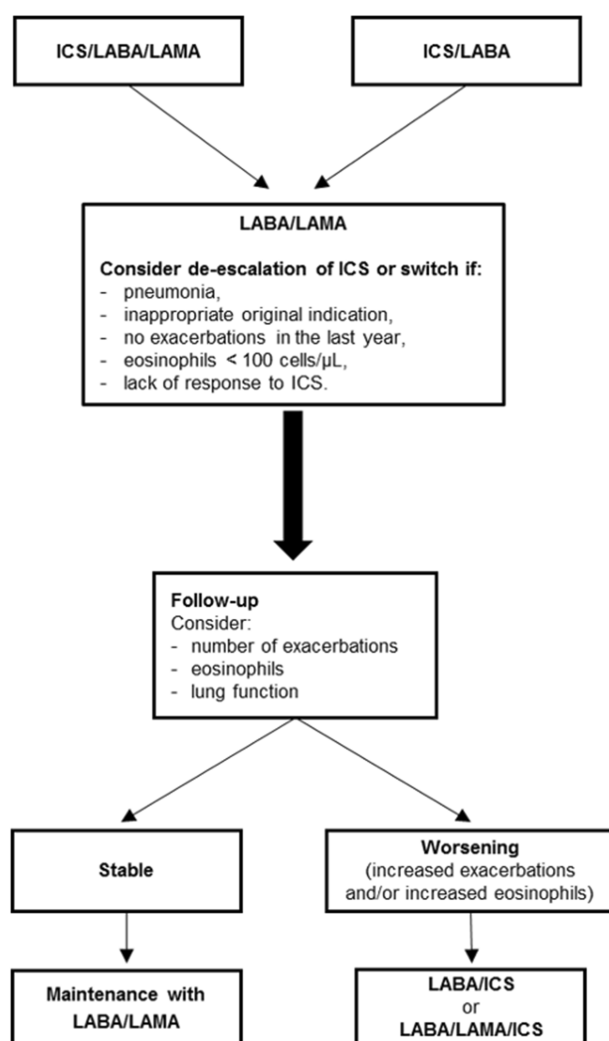 ICS/LABA/LAMA
ICS/LABA
LABA/LAMA
Consider de-escalation of ICS or switch if:
- pneumonia,
- inappropriate original indication,
- no exacerbations in the last year,
- eosinophils < 100 cells/µL,
- lack of response to ICS.
Follow-up
Consider:
- number of exacerbations
- eosinophils
- lung function
Stable
Worsening
(increased exacerbations
and/or increased eosinophils)
Maintenance with
LABA/LAMA
LABA/ICS
or
LABA/LAMA/ICS